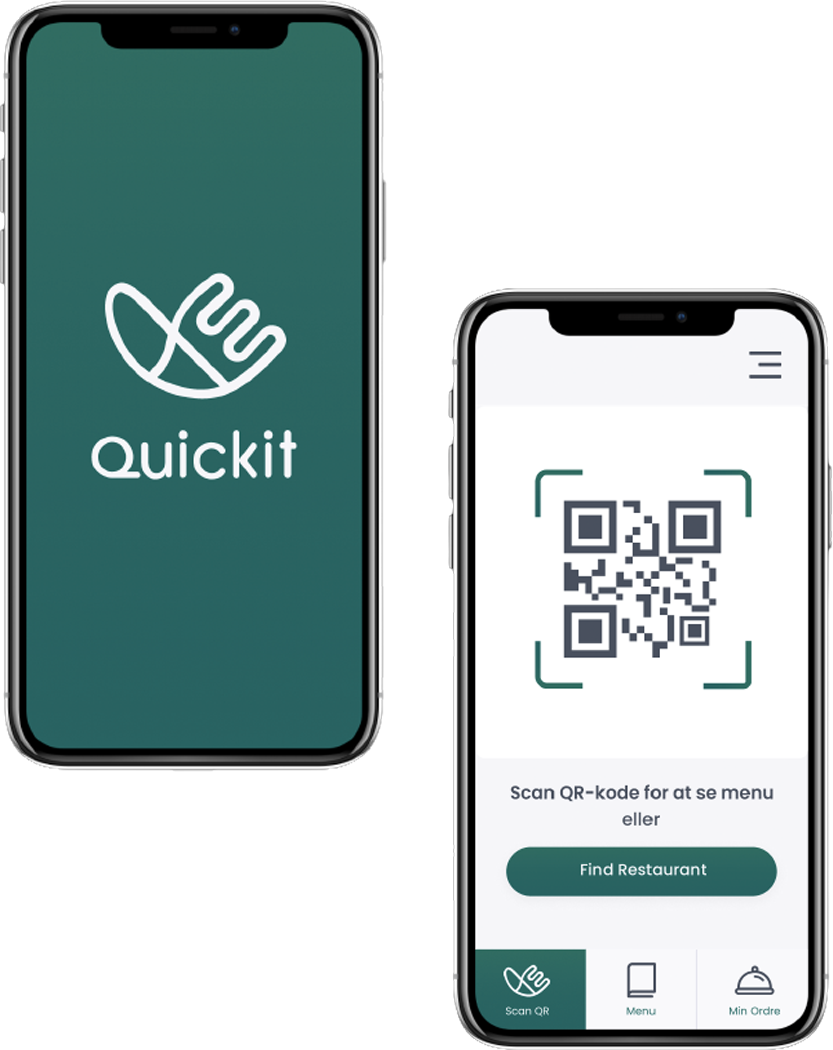 Quickit
Scan QR-kode for at se menu
eller
Find Restaurant
Scan QR
Menu
Min Ordre